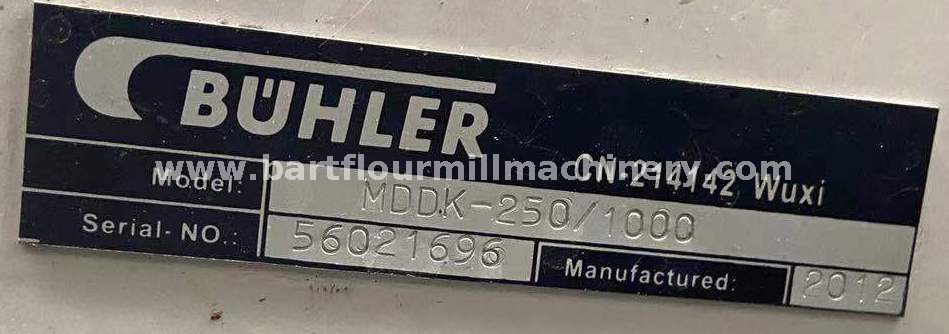 BÜHLER
CN-214142 Wuxi
www.bartflourmillmachinery.com
Model: MDDK-250/1000
Serial-NO.: 56021696 Manufactured: 2012